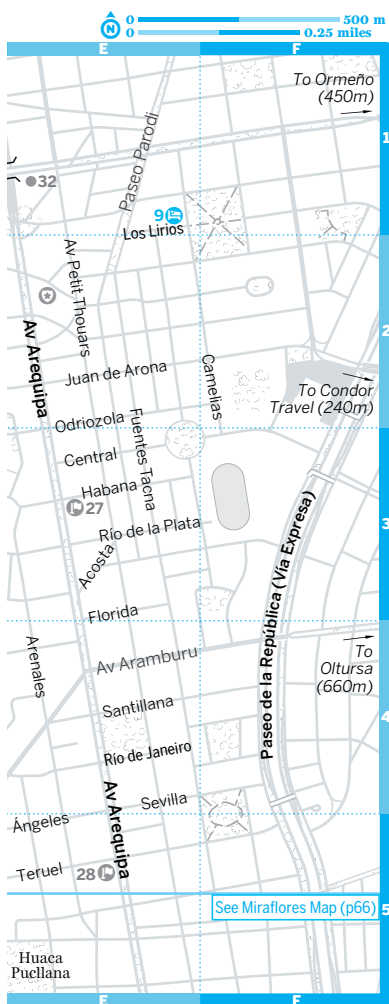 0 500 m
N 0 0.25 miles
E F
To Ormeño
(450m)
1
Paseo Parodi
32
9
Los Lirios
Av Petit Thouars
2
Av Arequipa
Juan de Arona
Camelias
To Condor
Travel (240m)
Odriozola
Fuentes
Tacna
Central
Habana
27
3
Río de la Plata
Acosta
Paseo de la República (Vía Expresa)
Florida
To
Oltursa
(660m)
Arenales
Av Aramburu
4
Santillana
Río de Janeiro
Av Arequipa
Sevilla
Ángeles
Teruel
28
See Miraflores Map (p66)
5
Huaca
Pucllana
E F